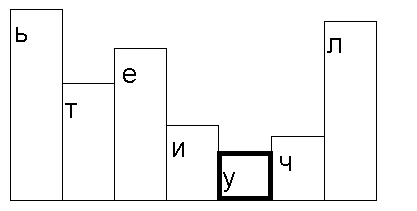 ь т е и у ч л